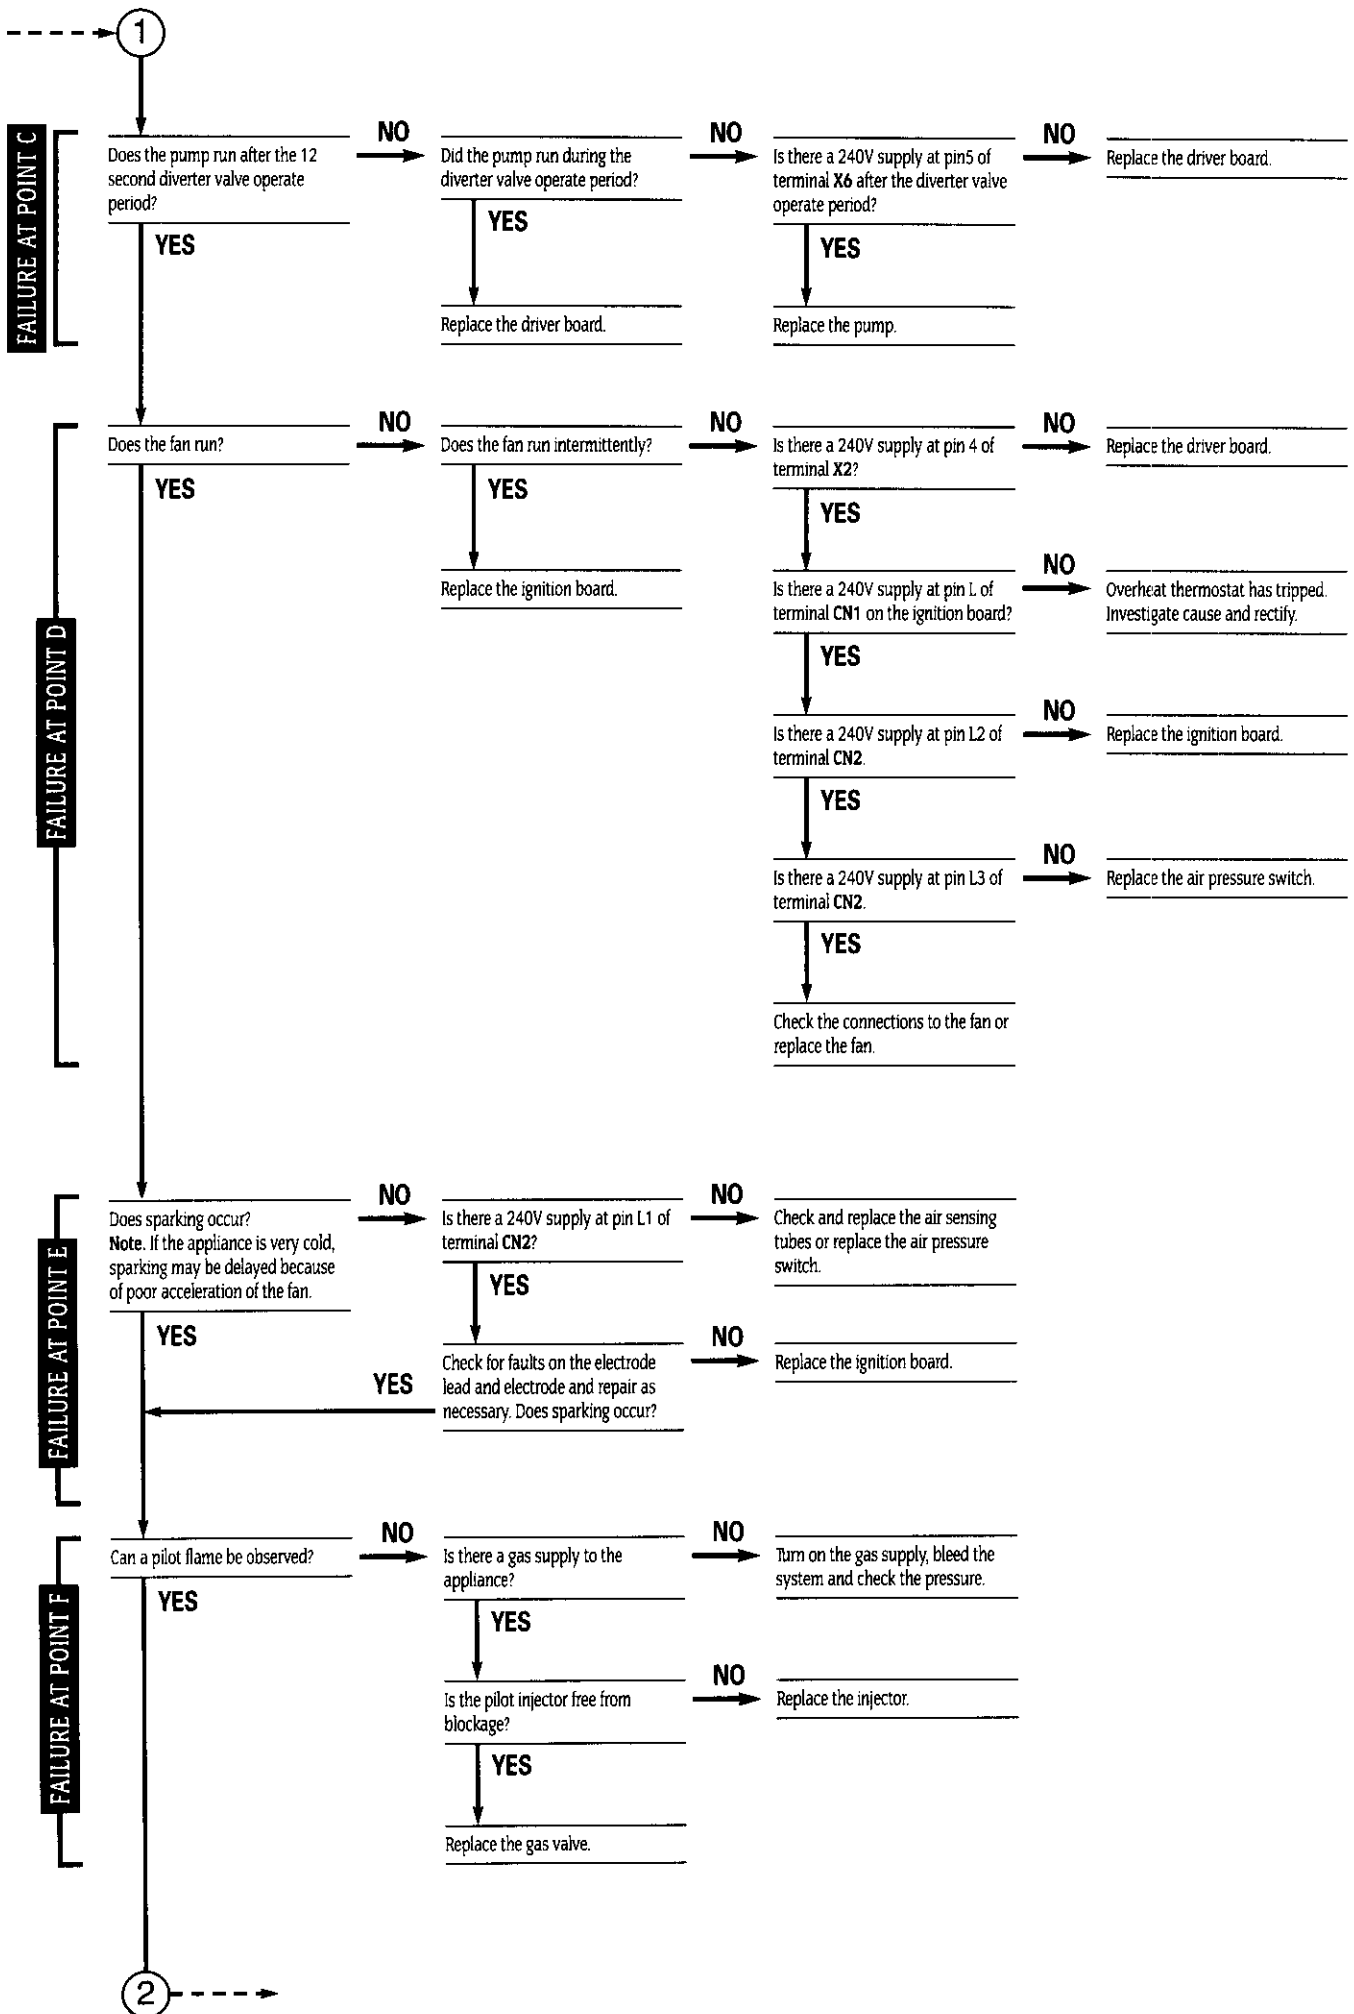 1
FAILURE AT POINT C
Does the pump run after the 12
second diverter valve operate
period?
NO
Did the pump run during the
diverter valve operate period?
NO
Is there a 240V supply at pin5 of
terminal X6 after the diverter valve
operate period?
NO
Replace the driver board.
YES
YES
YES
Replace the driver board.
Replace the pump.
FAILURE AT POINT D
Does the fan run?
NO
Does the fan run intermittently?
NO
Is there a 240V supply at pin 4 of
terminal X2?
NO
Replace the driver board.
YES
YES
YES
Replace the ignition board.
Is there a 240V supply at pin L of
terminal CN1 on the ignition board?
NO
Overheat thermostat has tripped.
Investigate cause and rectify.
YES
Is there a 240V supply at pin L2 of
terminal CN2.
NO
Replace the ignition board.
YES
Is there a 240V supply at pin L3 of
terminal CN2.
NO
Replace the air pressure switch.
YES
Check the connections to the fan or
replace the fan.
FAILURE AT POINT E
Does sparking occur?
Note. If the appliance is very cold,
sparking may be delayed because
of poor acceleration of the fan.
NO
Is there a 240V supply at pin L1 of
terminal CN2?
NO
Check and replace the air sensing
tubes or replace the air pressure
switch.
YES
YES
Check for faults on the electrode
lead and electrode and repair as
necessary. Does sparking occur?
NO
Replace the ignition board.
YES
FAILURE AT POINT F
Can a pilot flame be observed?
NO
Is there a gas supply to the
appliance?
NO
Turn on the gas supply, bleed the
system and check the pressure.
YES
YES
Is the pilot injector free from
blockage?
NO
Replace the injector.
YES
Replace the gas valve.
2